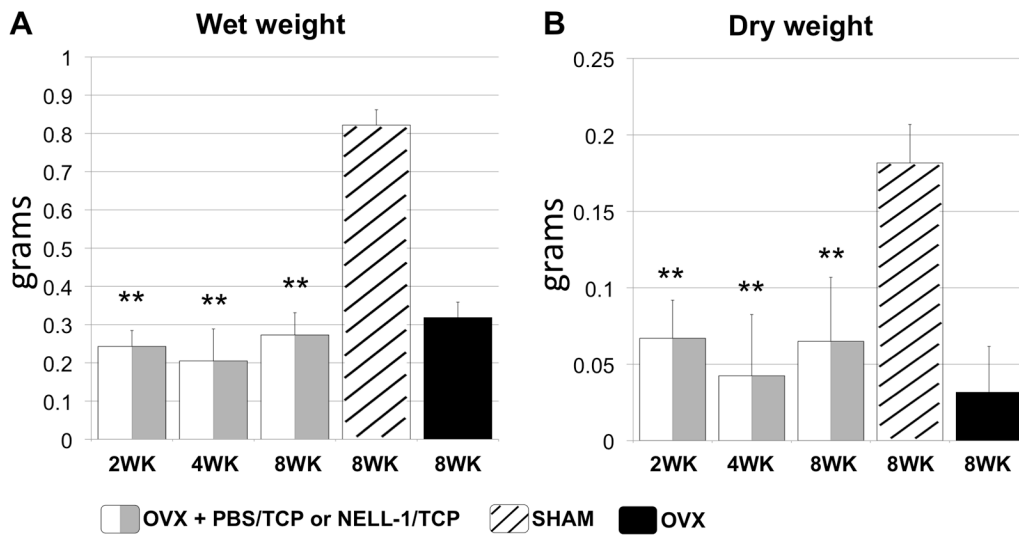 A Wet weight
grams
1
0.9
0.8
0.7
0.6
0.5
0.4
0.3
0.2
0.1
0
** ** **
2WK 4WK 8WK 8WK 8WK
B Dry weight
grams
0.25
0.2
0.15
0.1
0.05
0
** ** **
2WK 4WK 8WK 8WK 8WK
OVX + PBS/TCP or NELL-1/TCP SHAM OVX